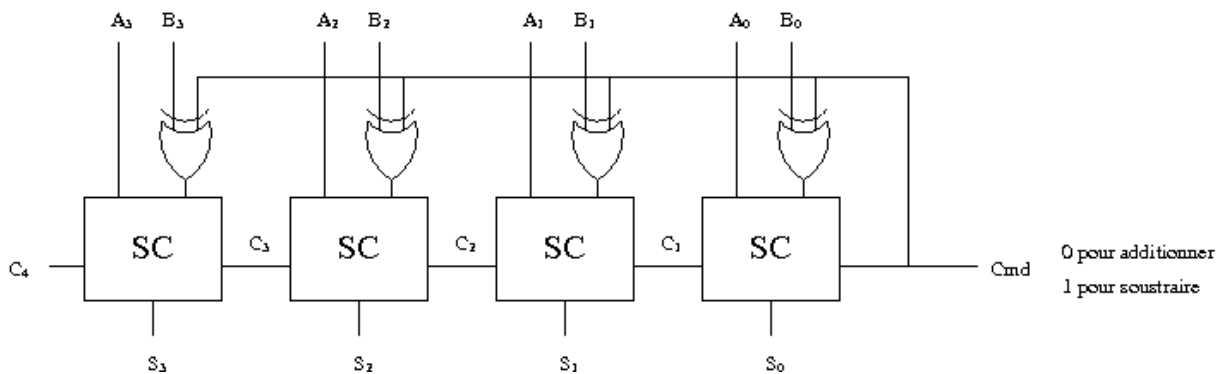 A₃ B₃ A₂ B₂ A₁ B₁ A₀ B₀
SC SC SC SC
C₄ C₃ C₂ C₁ Cmd
0 pour additionner
1 pour soustraire
S₃ S₂ S₁ S₀